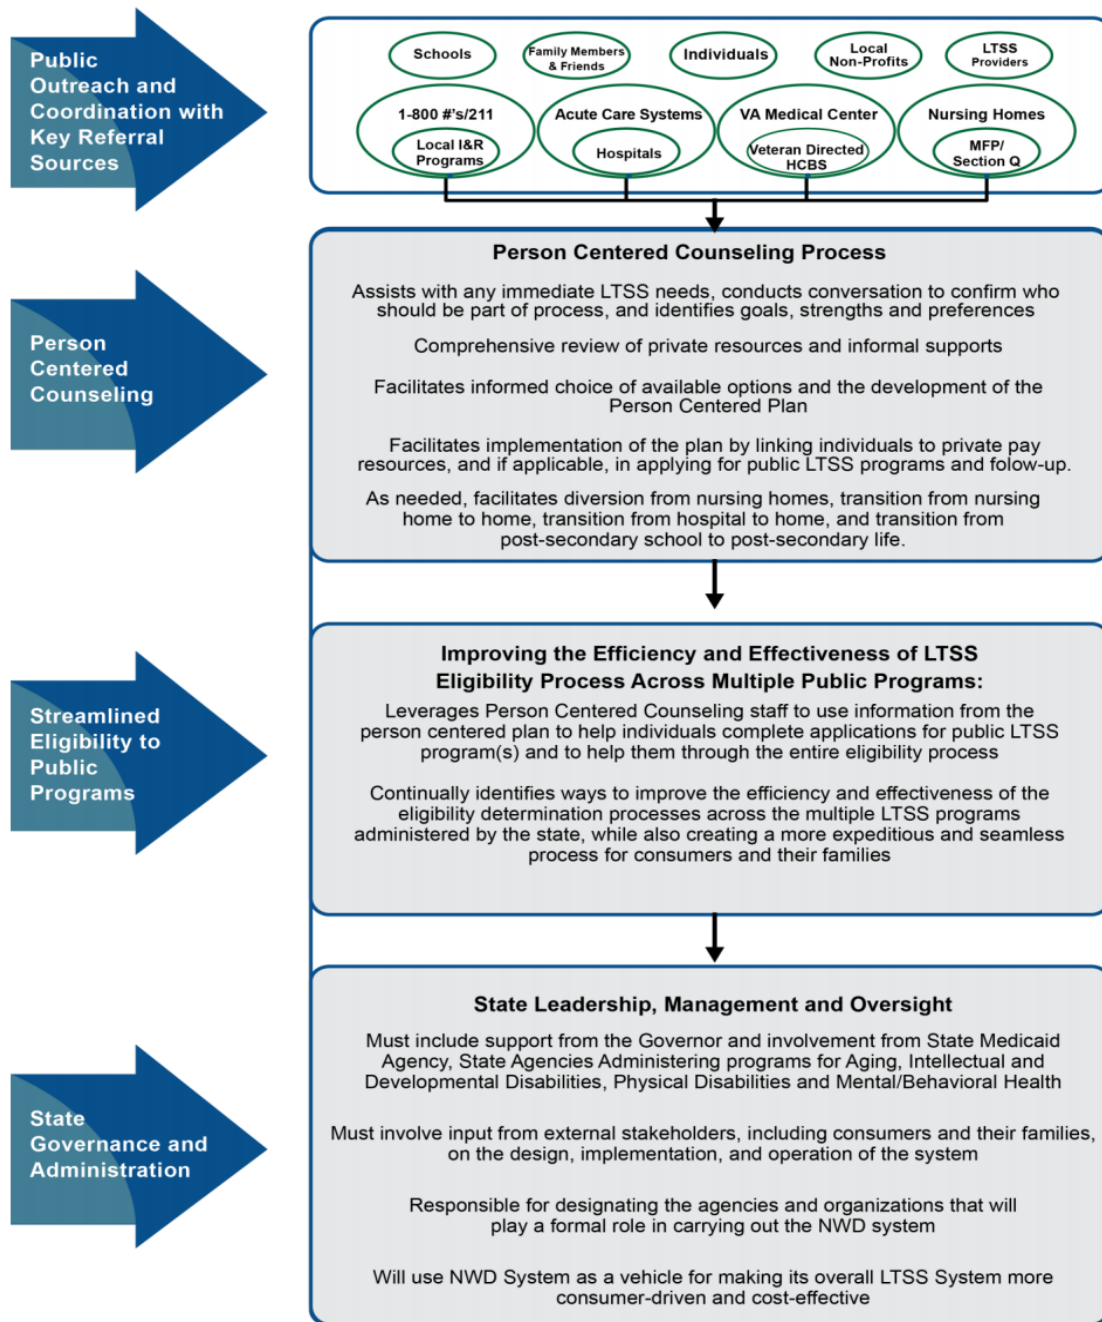 Public
Outreach and
Coordination with
Key Referral
Sources
Schools
Family Members
& Friends
Individuals
Local
Non-Profits
LTSS
Providers
1-800 #'s/211
Local I&R
Programs
Acute Care Systems
Hospitals
VA Medical Center
Veteran Directed
HCBS
Nursing Homes
MFP/
Section Q
Person
Centered
Counseling
Person Centered Counseling Process
Assists with any immediate LTSS needs, conducts conversation to confirm who
should be part of process, and identifies goals, strengths and preferences
Comprehensive review of private resources and informal supports
Facilitates informed choice of available options and the development of the
Person Centered Plan
Facilitates implementation of the plan by linking individuals to private pay
resources, and if applicable, in applying for public LTSS programs and folow-up.
As needed, facilitates diversion from nursing homes, transition from nursing
home to home, transition from hospital to home, and transition from
post-secondary school to post-secondary life.
Streamlined
Eligibility to
Public
Programs
Improving the Efficiency and Effectiveness of LTSS
Eligibility Process Across Multiple Public Programs:
Leverages Person Centered Counseling staff to use information from the
person centered plan to help individuals complete applications for public LTSS
program(s) and to help them through the entire eligibility process
Continually identifies ways to improve the efficiency and effectiveness of the
eligibility determination processes across the multiple LTSS programs
administered by the state, while also creating a more expeditious and seamless
process for consumers and their families
State
Governance and
Administration
State Leadership, Management and Oversight
Must include support from the Governor and involvement from State Medicaid
Agency, State Agencies Administering programs for Aging, Intellectual and
Developmental Disabilities, Physical Disabilities and Mental/Behavioral Health
Must involve input from external stakeholders, including consumers and their families,
on the design, implementation, and operation of the system
Responsible for designating the agencies and organizations that will
play a formal role in carrying out the NWD system
Will use NWD System as a vehicle for making its overall LTSS System more
consumer-driven and cost-effective